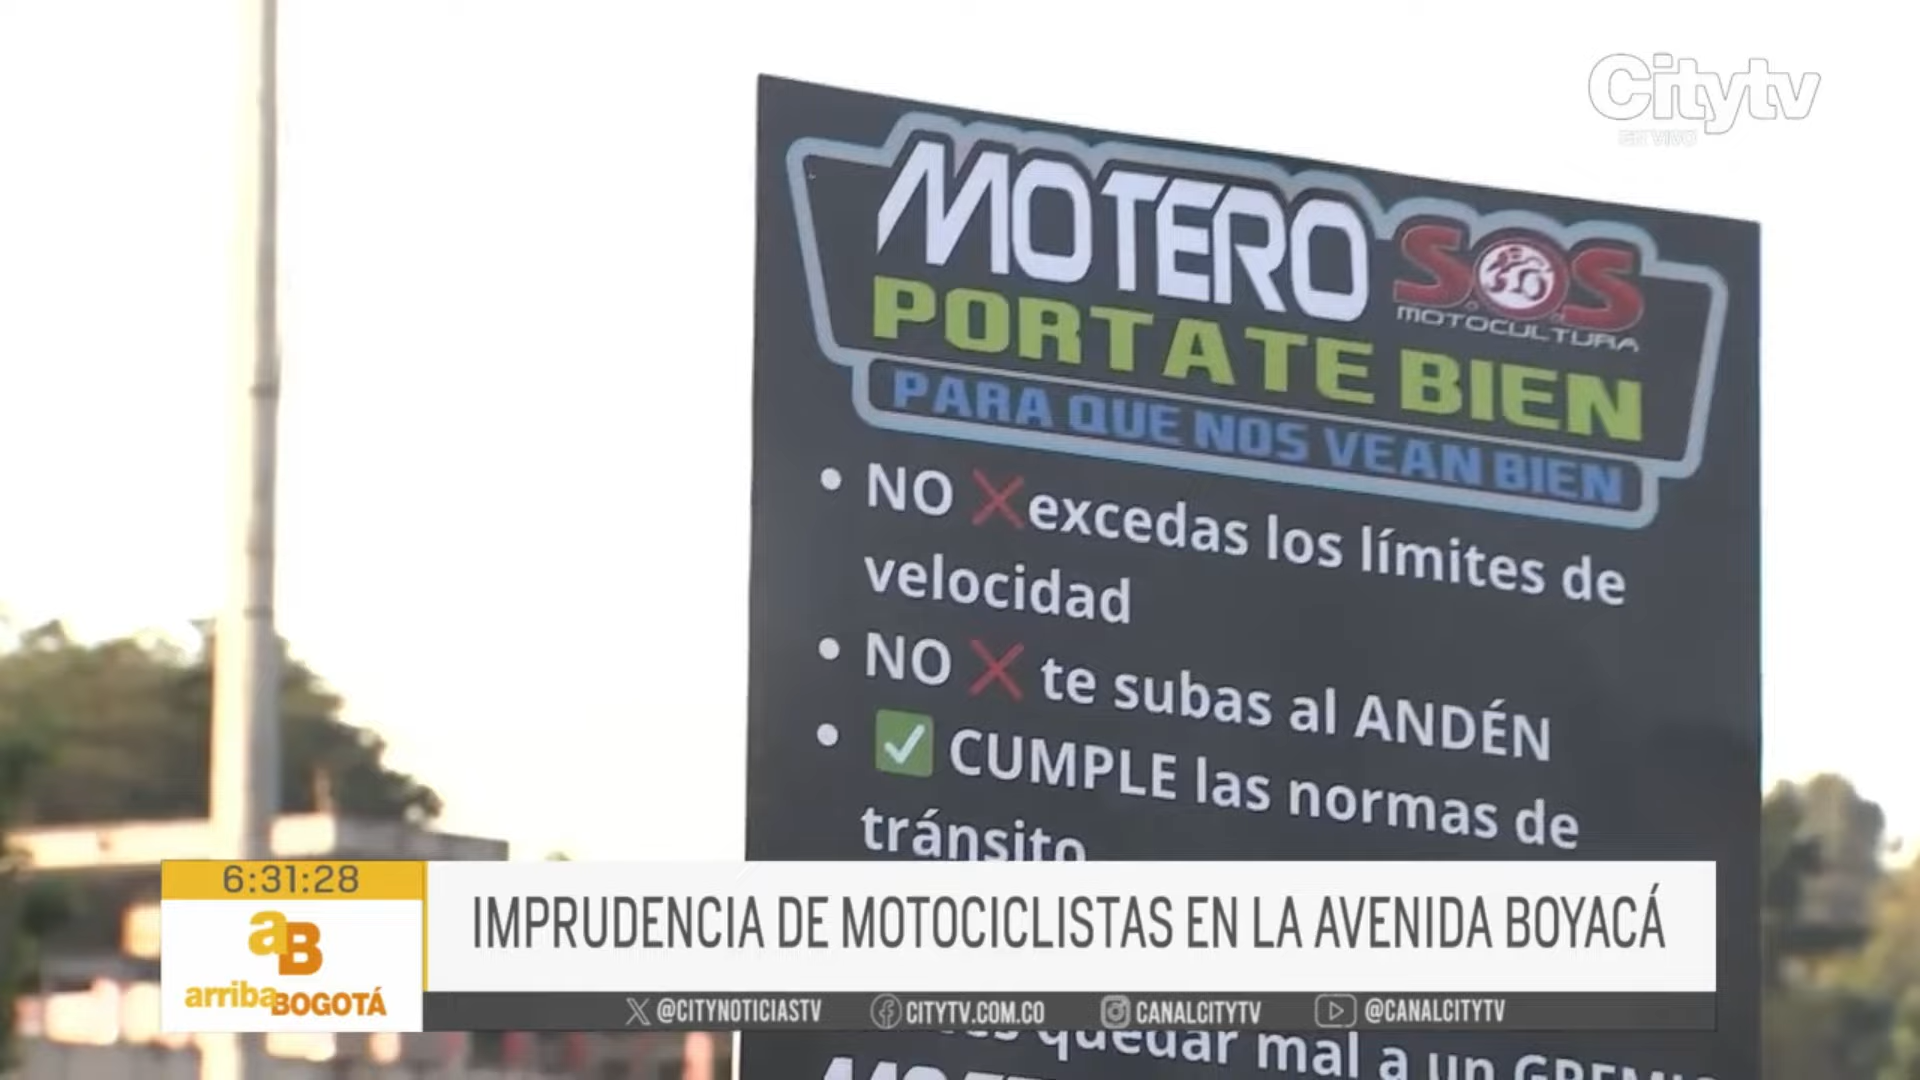 Citytv
EN VIVO
MOTERO SOS
MOTOCULTURA
PORTATE BIEN
PARA QUE NOS VEAN BIEN
• NO ❌ excedas los límites de
velocidad
• NO ❌ te subas al ANDÉN
• ✅ CUMPLE las normas de
tránsito
6:31:28
aB
arriba BOGOTÁ
IMPRUDENCIA DE MOTOCICLISTAS EN LA AVENIDA BOYACÁ
@CITYNOTICIASTV CITYTV.COM.CO CANALCITYTV @CANALCITYTV
quedar mal a un